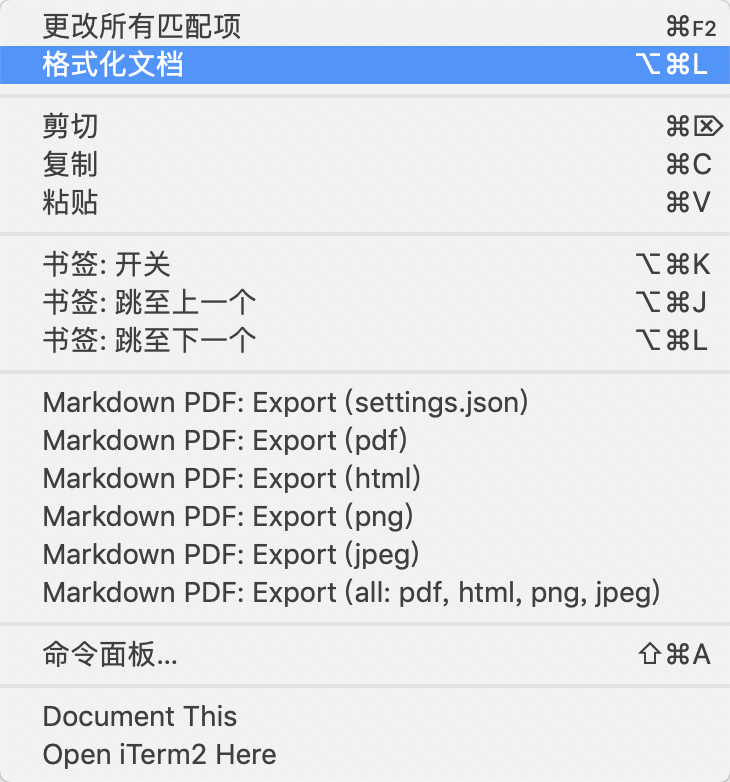 更改所有匹配项 ⌘F2
格式化文档 ⌥⌘L
剪切 ⌘⌦
复制 ⌘C
粘贴 ⌘V
书签: 开关 ⌥⌘K
书签: 跳至上一个 ⌥⌘J
书签: 跳至下一个 ⌥⌘L
Markdown PDF: Export (settings.json)
Markdown PDF: Export (pdf)
Markdown PDF: Export (html)
Markdown PDF: Export (png)
Markdown PDF: Export (jpeg)
Markdown PDF: Export (all: pdf, html, png, jpeg)
命令面板... ⇧⌘A
Document This
Open iTerm2 Here